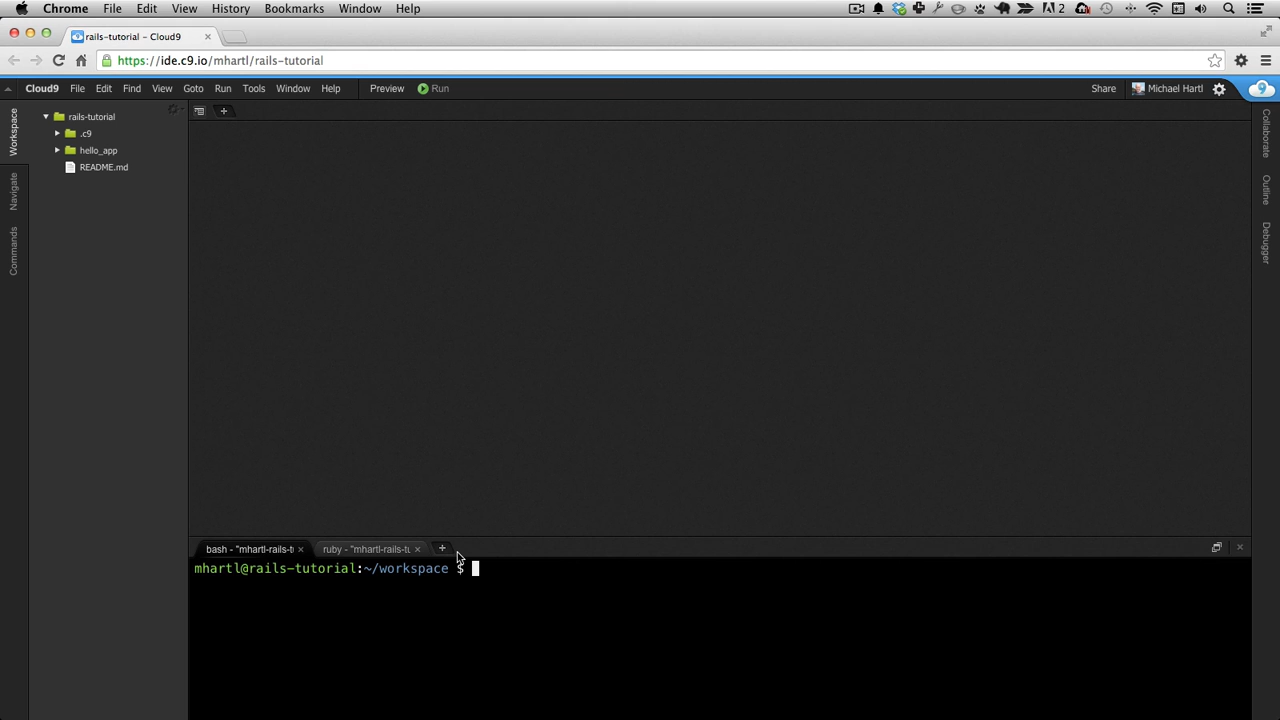 Chrome File Edit View History Bookmarks Window Help 2
rails-tutorial – Cloud9
https://ide.c9.io/mhartl/rails-tutorial
Cloud9 File Edit Find View Goto Run Tools Window Help Preview Run Share Michael Hartl
Workspace
Navigate
Commands
rails-tutorial
.c9
hello_app
README.md
Collaborate
Outline
Debugger
bash - "mhartl-rails-t ruby - "mhartl-rails-tu
mhartl@rails-tutorial:~/workspace $